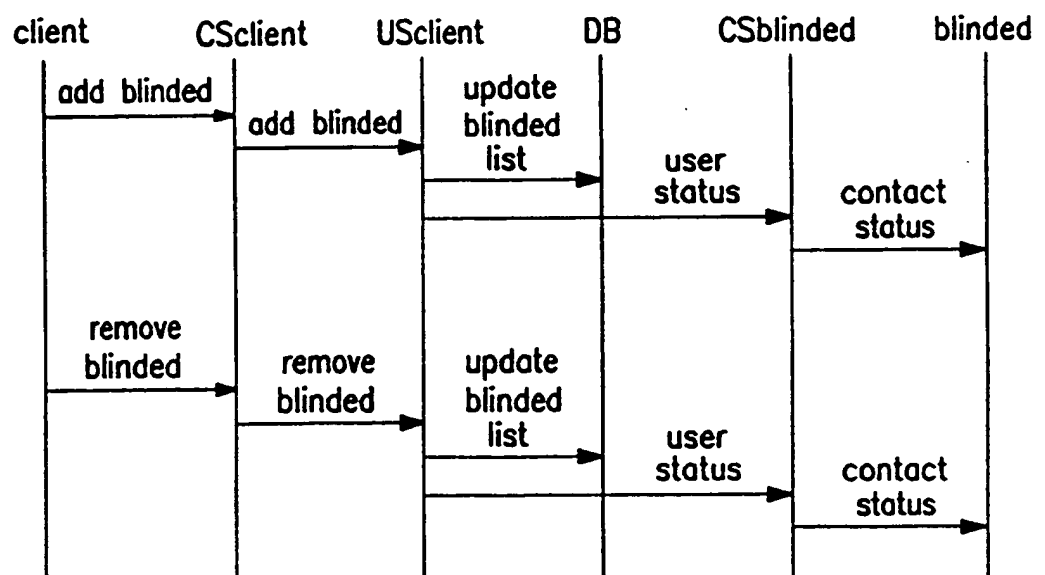 client CSclient USclient DB CSblinded blinded
add blinded
add blinded
update
blinded
list
user
status
contact
status
remove
blinded
remove
blinded
update
blinded
list
user
status
contact
status